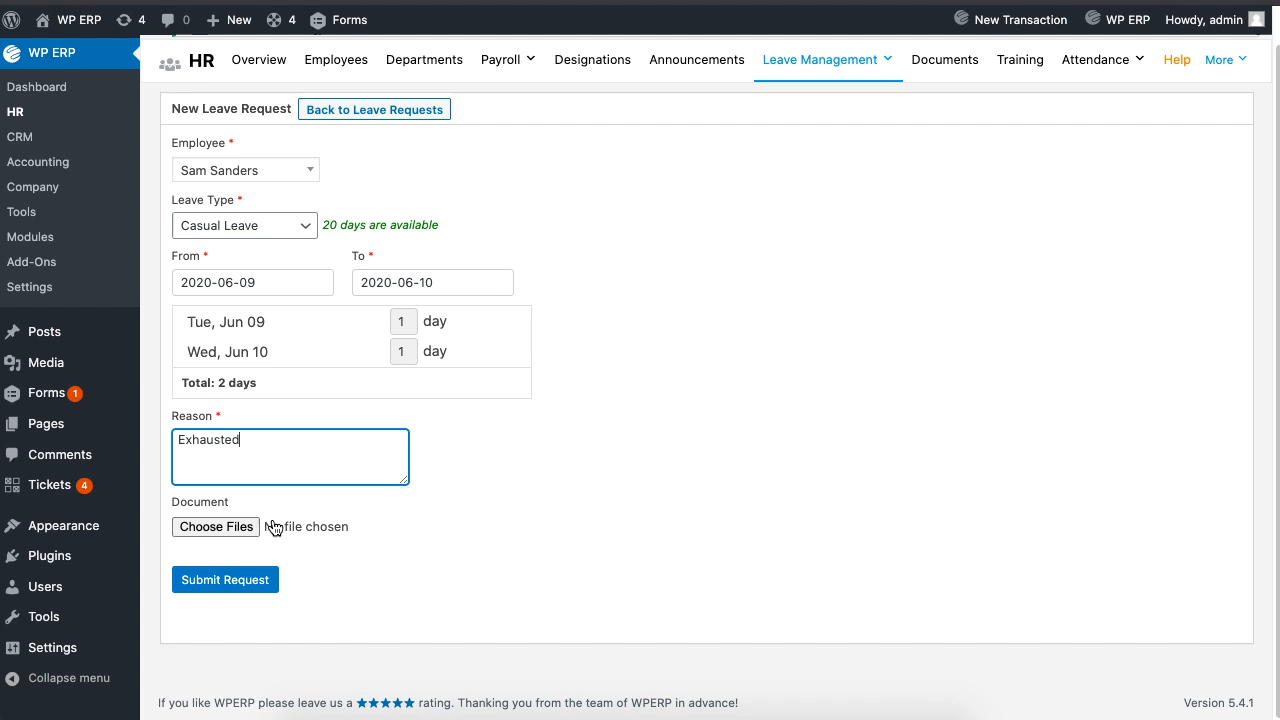 WP ERP 4 0 New 4 Forms New Transaction WP ERP Howdy, admin
WP ERP
Dashboard
HR
CRM
Accounting
Company
Tools
Modules
Add-Ons
Settings
Posts
Media
Forms 1
Pages
Comments
Tickets 4
Appearance
Plugins
Users
Tools
Settings
Collapse menu
HR Overview Employees Departments Payroll Designations Announcements Leave Management Documents Training Attendance Help More
New Leave Request Back to Leave Requests
Employee *
Sam Sanders
Leave Type *
Casual Leave 20 days are available
From * To *
2020-06-09 2020-06-10
Tue, Jun 09 1 day
Wed, Jun 10 1 day
Total: 2 days
Reason *
Exhausted
Document
Choose Files No file chosen
Submit Request
If you like WPERP please leave us a ★★★★★ rating. Thanking you from the team of WPERP in advance! Version 5.4.1